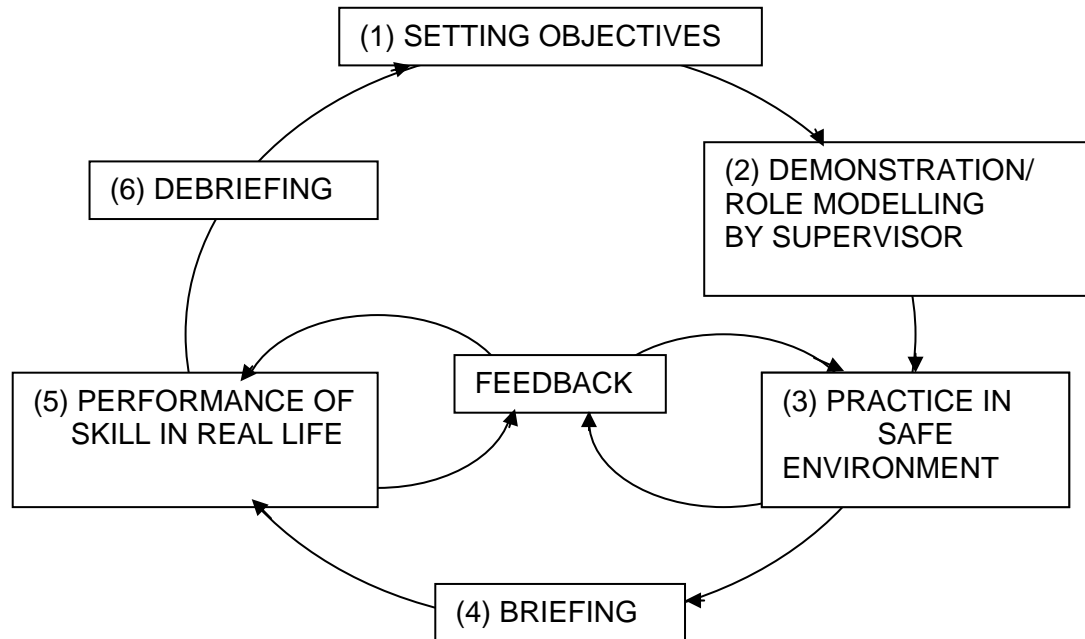 (1) SETTING OBJECTIVES
(2) DEMONSTRATION/
ROLE MODELLING
BY SUPERVISOR
(6) DEBRIEFING
FEEDBACK
(5) PERFORMANCE OF
SKILL IN REAL LIFE
(3) PRACTICE IN
SAFE
ENVIRONMENT
(4) BRIEFING